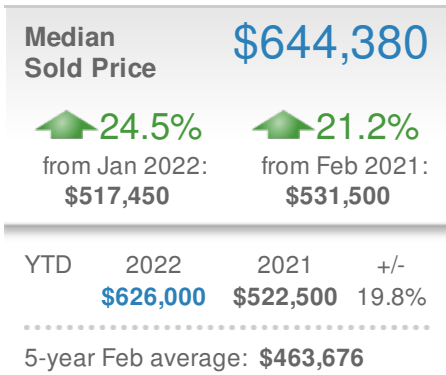 Median
Sold Price
$644,380
24.5%
from Jan 2022:
$517,450
21.2%
from Feb 2021:
$531,500
YTD 2022 2021 +/-
$626,000 $522,500 19.8%
5-year Feb average: $463,676